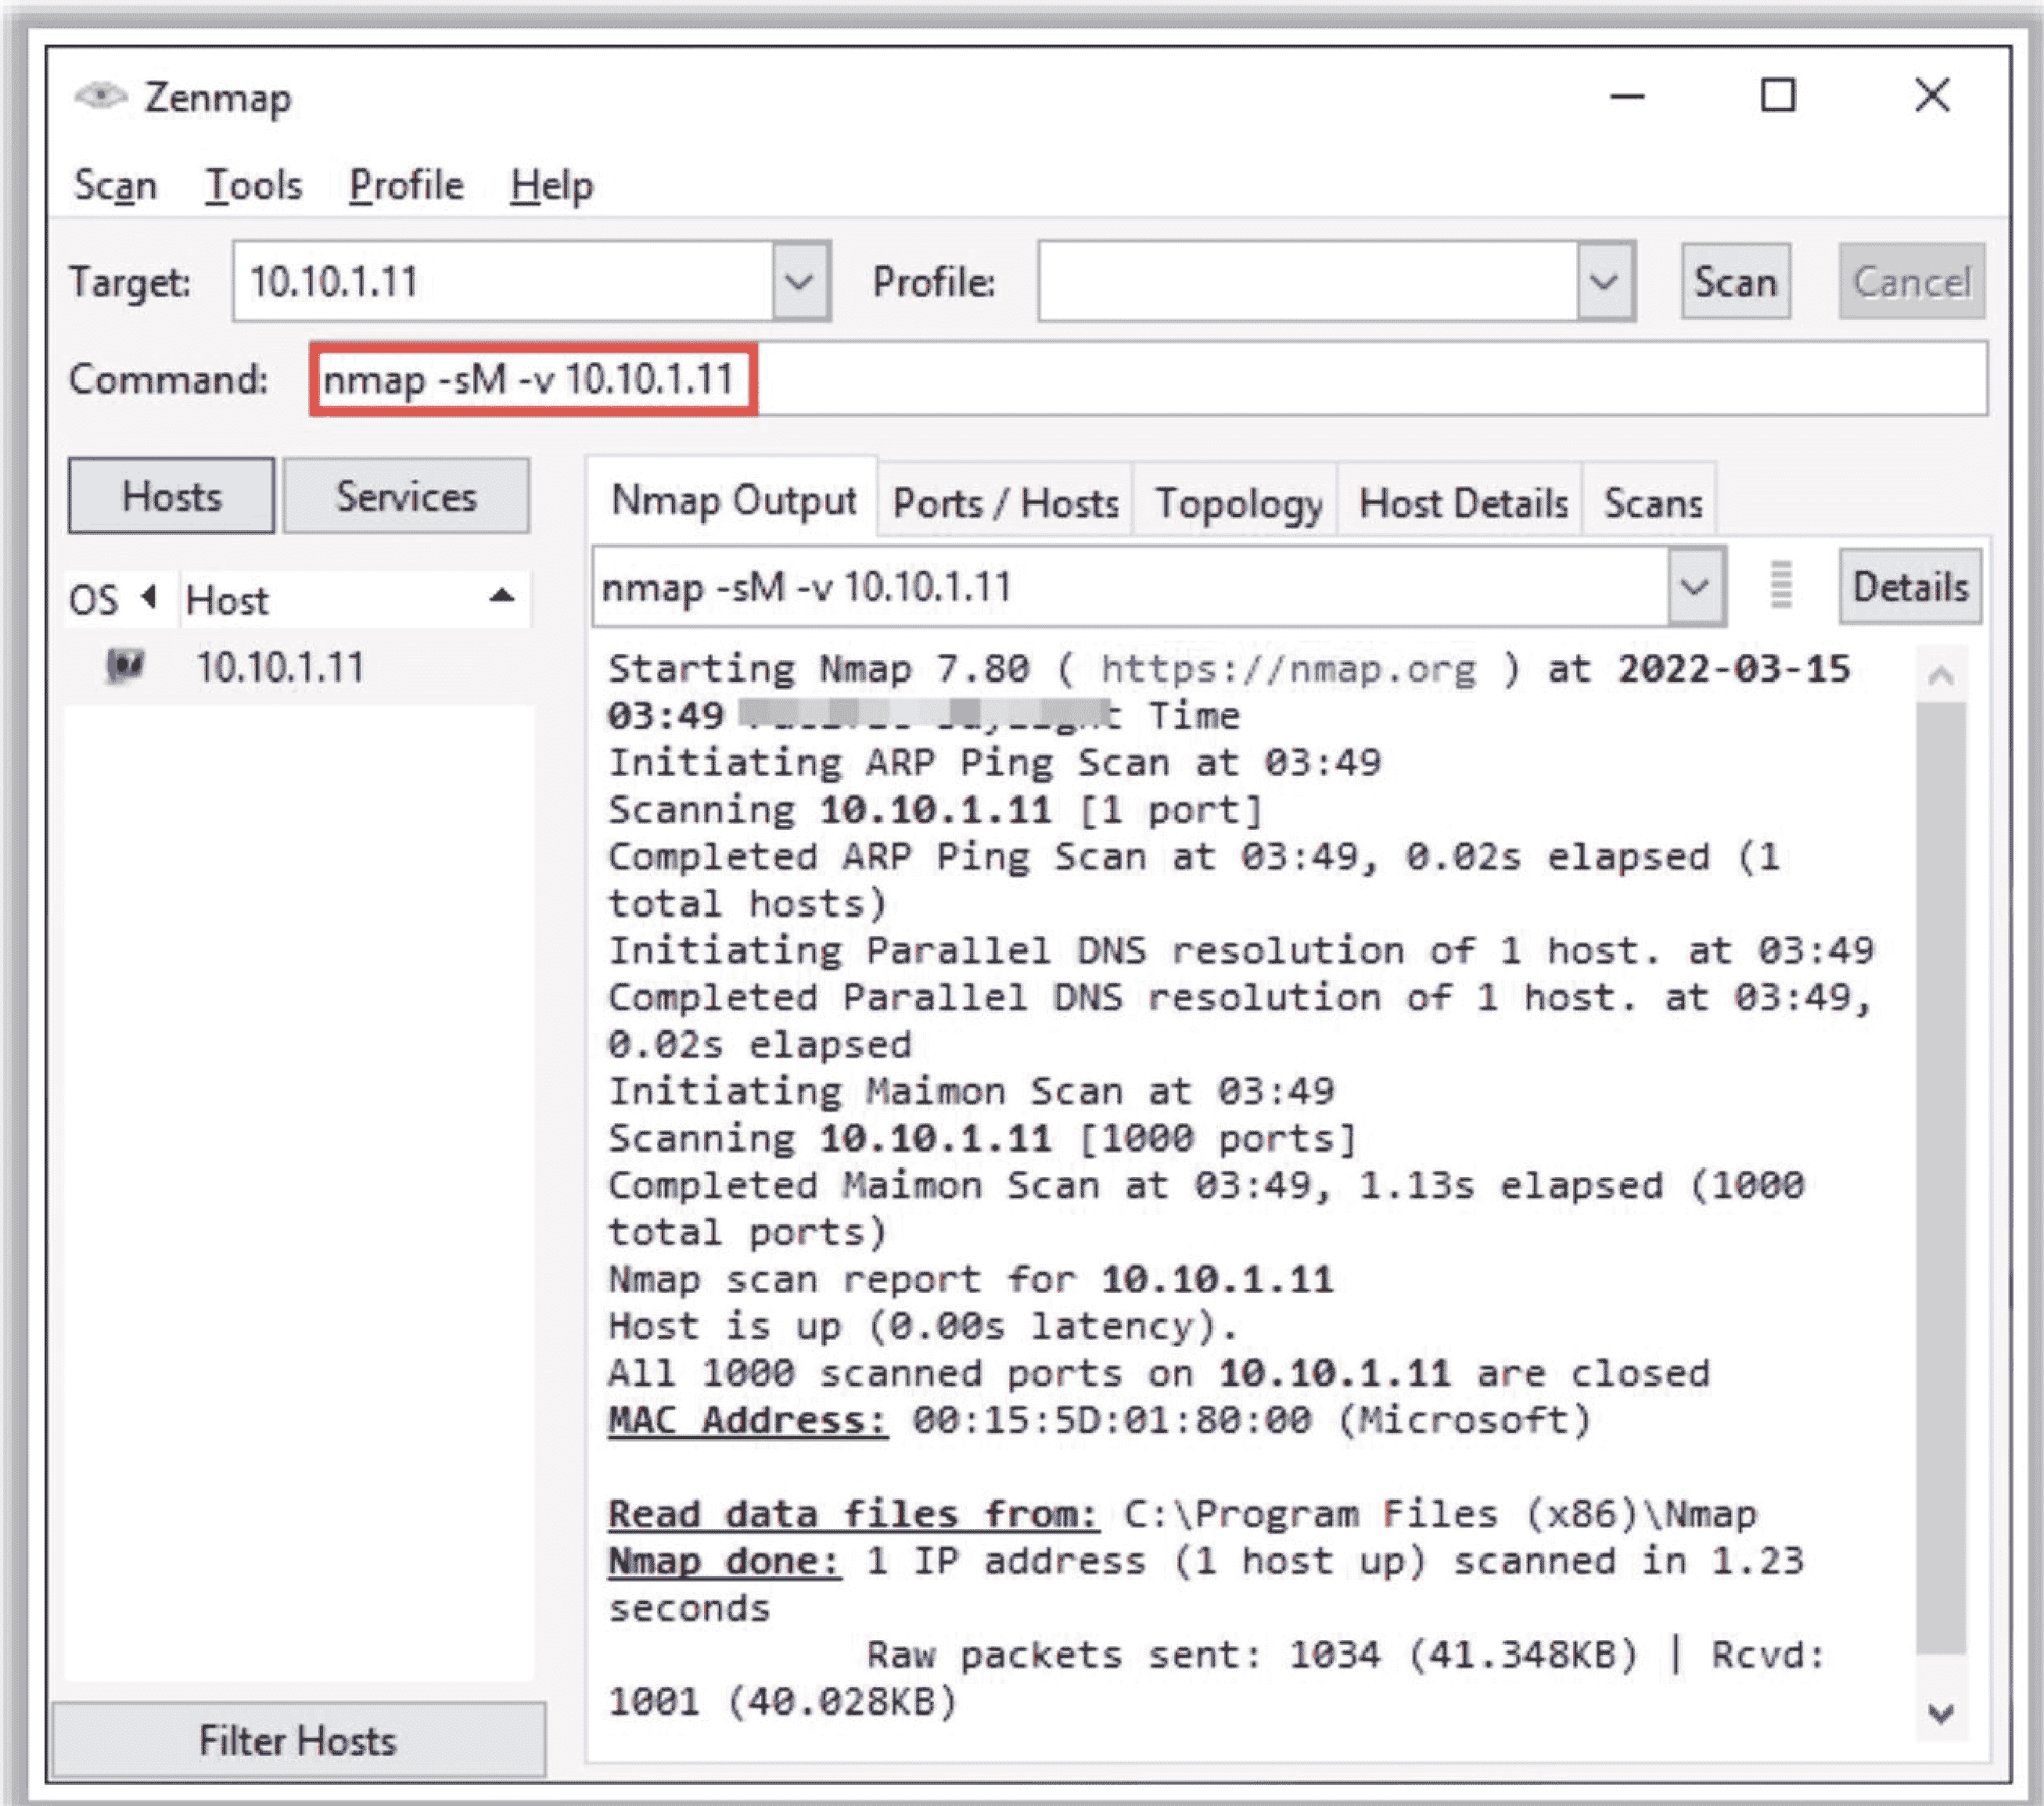 Zenmap
Scan Tools Profile Help
Target: 10.10.1.11 Profile: Scan Cancel
Command: nmap -sM -v 10.10.1.11
Hosts Services
Nmap Output Ports / Hosts Topology Host Details Scans
OS Host
10.10.1.11
nmap -sM -v 10.10.1.11 Details
Starting Nmap 7.80 ( https://nmap.org ) at 2022-03-15
03:49 Time
Initiating ARP Ping Scan at 03:49
Scanning 10.10.1.11 [1 port]
Completed ARP Ping Scan at 03:49, 0.02s elapsed (1
total hosts)
Initiating Parallel DNS resolution of 1 host. at 03:49
Completed Parallel DNS resolution of 1 host. at 03:49,
0.02s elapsed
Initiating Maimon Scan at 03:49
Scanning 10.10.1.11 [1000 ports]
Completed Maimon Scan at 03:49, 1.13s elapsed (1000
total ports)
Nmap scan report for 10.10.1.11
Host is up (0.00s latency).
All 1000 scanned ports on 10.10.1.11 are closed
MAC Address: 00:15:5D:01:80:00 (Microsoft)
Read data files from: C:\Program Files (x86)\Nmap
Nmap done: 1 IP address (1 host up) scanned in 1.23
seconds
Raw packets sent: 1034 (41.348KB) | Rcvd:
1001 (40.028KB)
Filter Hosts